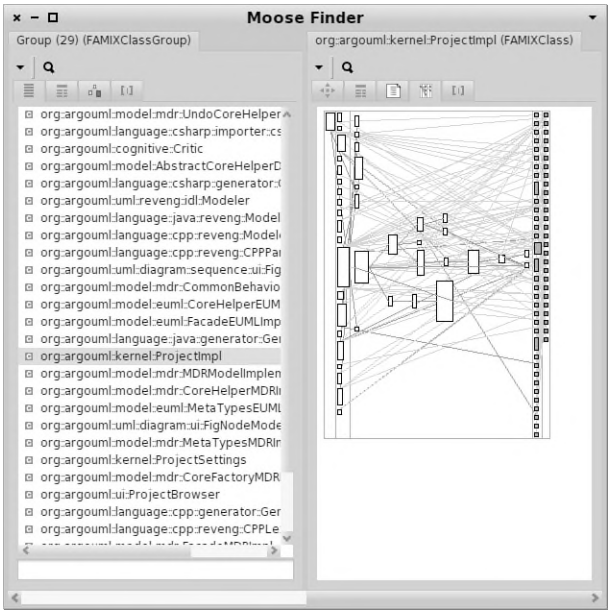 Moose Finder
Group (29) (FAMIXClassGroup)
org:argouml:kernel:ProjectImpl (FAMIXClass)
org:argouml:model:mdr:UndoCoreHelper
org:argouml:language:csharp:importer:cs
org:argouml:cognitive:Critic
org:argouml:model:AbstractCoreHelperD
org:argouml:language:csharp:generator:
org:argouml:uml:reveng:idl:Modeler
org:argouml:language:java:reveng:Model
org:argouml:language:cpp:reveng:Model
org:argouml:language:cpp:reveng:CPPPar
org:argouml:uml:diagram:sequence:ui:Fig
org:argouml:model:mdr:CommonBehavio
org:argouml:model:euml:CoreHelperEUM
org:argouml:model:euml:FacadeEUMLImp
org:argouml:language:java:generator:Ge
org:argouml:kernel:ProjectImpl
org:argouml:model:mdr:MDRModelImplem
org:argouml:model:mdr:CoreHelperMDRI
org:argouml:model:euml:MetaTypesEUML
org:argouml:uml:diagram:ui:FigNodeMode
org:argouml:model:mdr:MetaTypesMDRIm
org:argouml:kernel:ProjectSettings
org:argouml:model:mdr:CoreFactoryMDR
org:argouml:ui:ProjectBrowser
org:argouml:language:cpp:generator:Ger
org:argouml:language:cpp:reveng:CPPLe